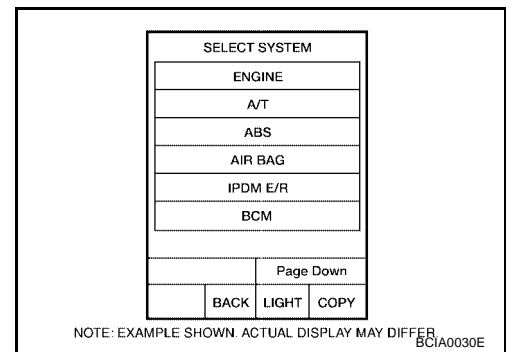 SELECT SYSTEM
ENGINE
A/T
ABS
AIR BAG
IPDM E/R
BCM
Page Down
BACK LIGHT COPY
NOTE: EXAMPLE SHOWN. ACTUAL DISPLAY MAY DIFFER.
BCIA0030E